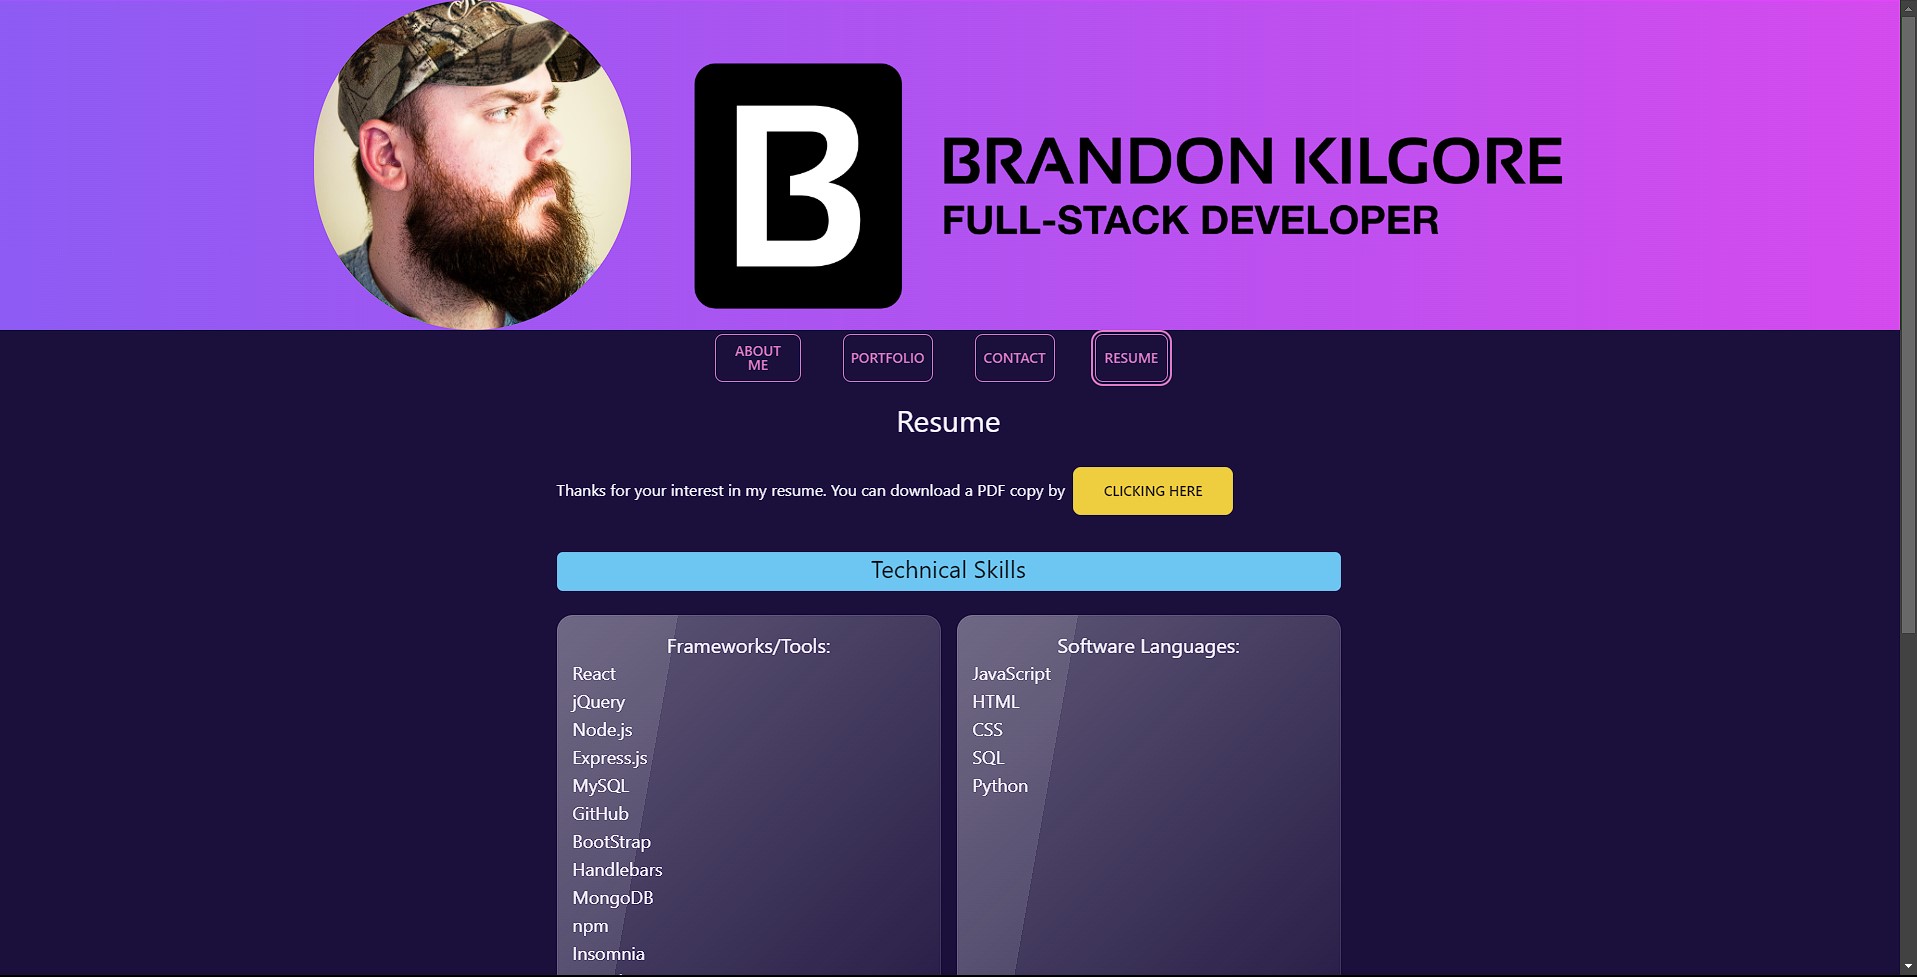 B
BRANDON KILGORE
FULL-STACK DEVELOPER
ABOUT
ME
PORTFOLIO
CONTACT
RESUME
Resume
Thanks for your interest in my resume. You can download a PDF copy by CLICKING HERE
Technical Skills
Frameworks/Tools:
React
jQuery
Node.js
Express.js
MySQL
GitHub
BootStrap
Handlebars
MongoDB
npm
Insomnia
Software Languages:
JavaScript
HTML
CSS
SQL
Python